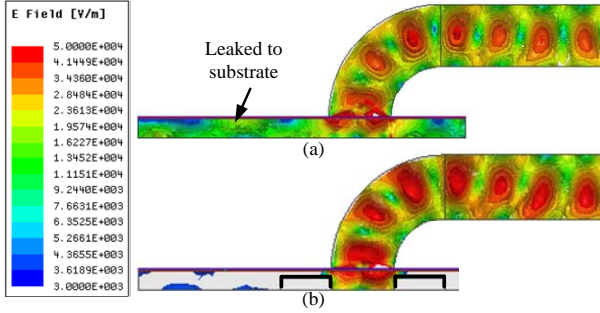 E Field [V/m]
5.0000E+004
4.1449E+004
3.4360E+004
2.8484E+004
2.3613E+004
1.9574E+004
1.6227E+004
1.3452E+004
1.1151E+004
9.2440E+003
7.6631E+003
6.3525E+003
5.2661E+003
4.3655E+003
3.6189E+003
3.0000E+003
Leaked to
substrate
(a)
(b)